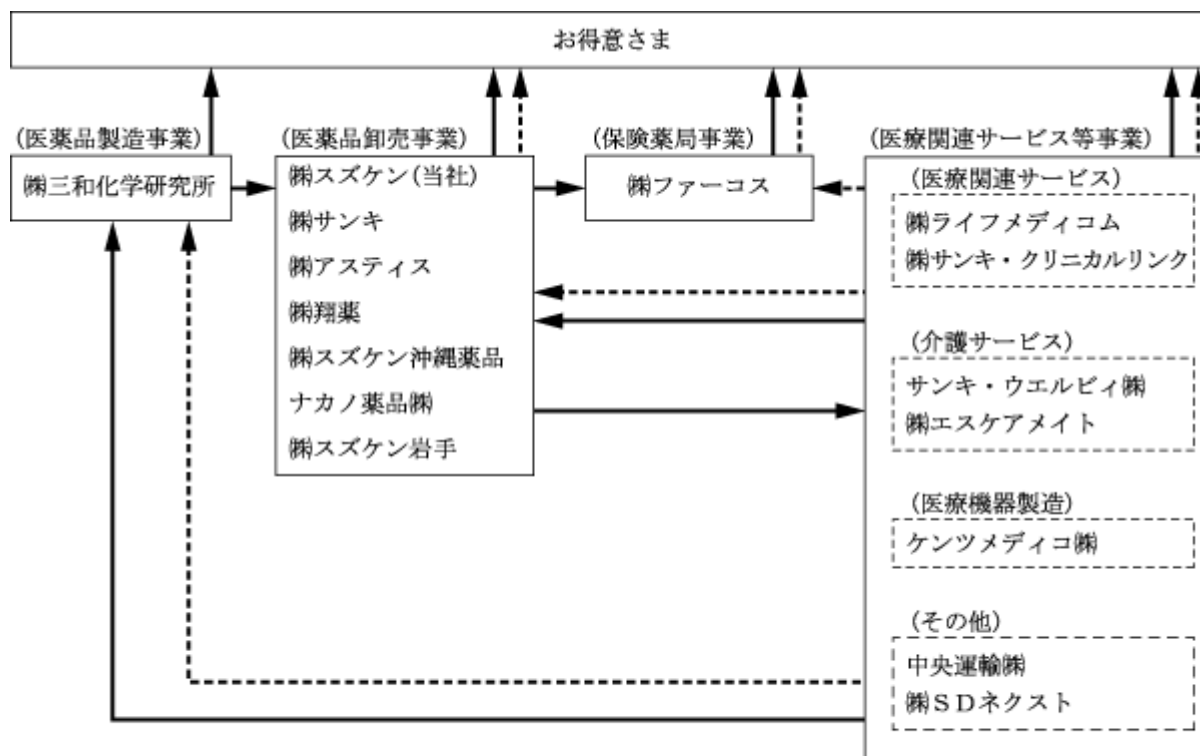 お得意さま
(医薬品製造事業)
㈱三和化学研究所
(医薬品卸売事業)
㈱スズケン(当社)
㈱サンキ
㈱アスティス
㈱翔薬
㈱スズケン沖縄薬品
ナカノ薬品㈱
㈱スズケン岩手
(保険薬局事業)
㈱ファーコス
(医療関連サービス等事業)
(医療関連サービス)
㈱ライフメディコム
㈱サンキ・クリニカルリンク
(介護サービス)
サンキ・ウエルビィ㈱
㈱エスケアメイト
(医療機器製造)
ケンツメディコ㈱
(その他)
中央運輸㈱
㈱ＳＤネクスト